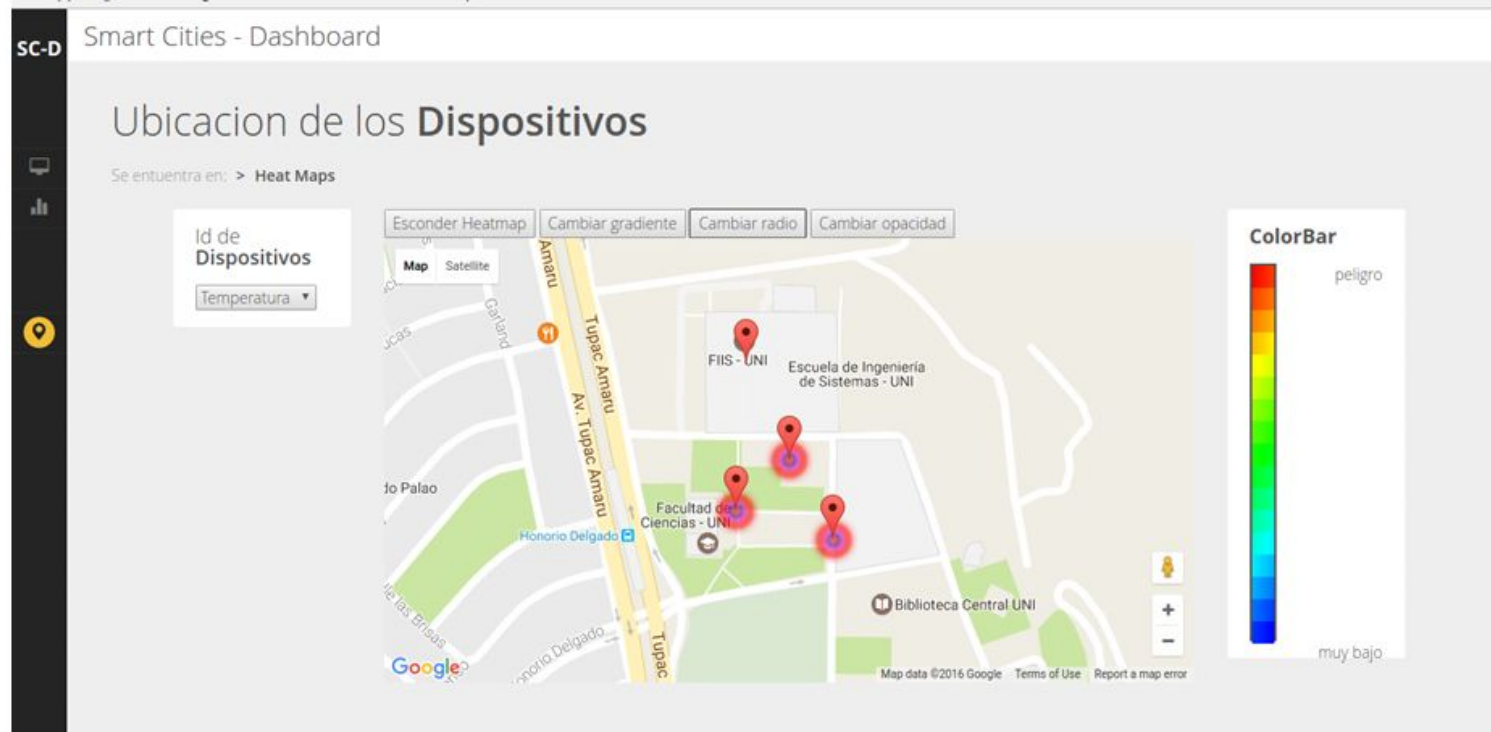 SC-D
Smart Cities - Dashboard
Ubicacion de los Dispositivos
Se entuentra en: > Heat Maps
Id de
Dispositivos
Temperatura
Esconder Heatmap
Cambiar gradiente
Cambiar radio
Cambiar opacidad
Map
Satellite
Amaru
Garland
Tupac Amaru
FIIS - UNI
Escuela de Ingeniería
de Sistemas - UNI
Av. Tupac Amaru
do Palao
Facultad de
Ciencias - UNI
Honorio Delgado
Biblioteca Central UNI
de las Brisas
Honorio Delgado
Tupac
Google
Map data ©2016 Google
Terms of Use
Report a map error
ColorBar
peligro
muy bajo